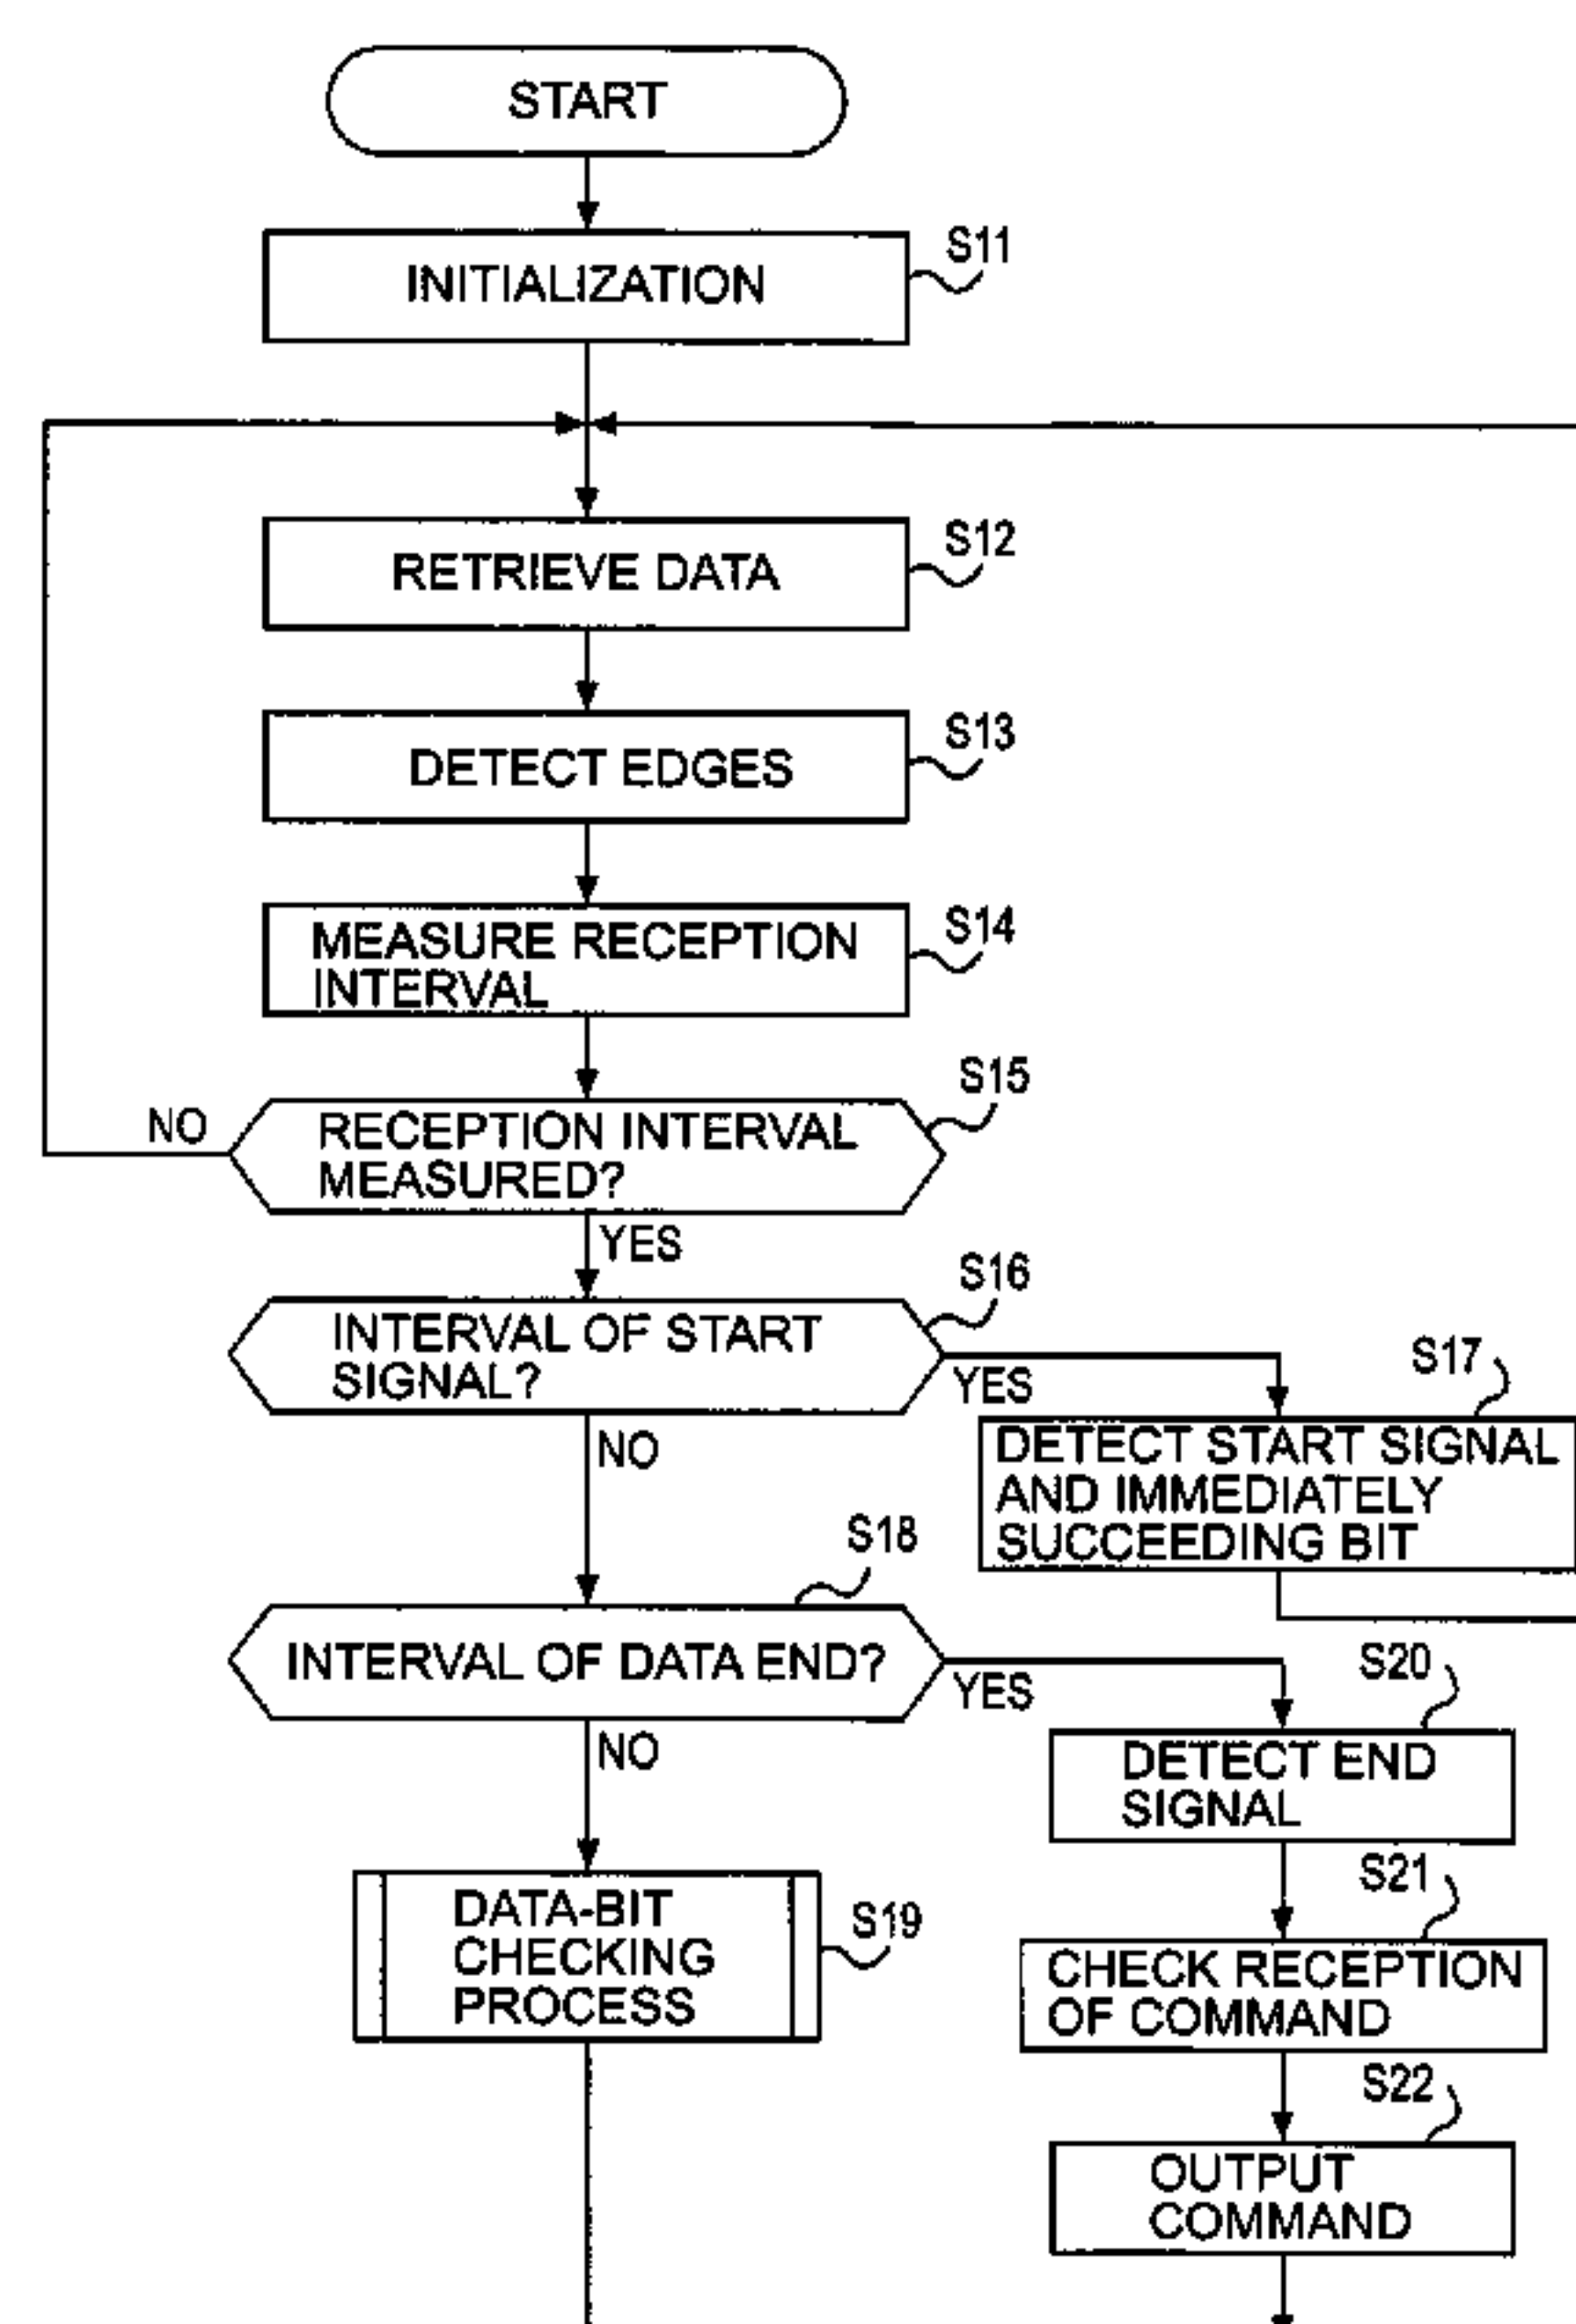 START
INITIALIZATION
S11
RETRIEVE DATA
S12
DETECT EDGES
S13
MEASURE RECEPTION
INTERVAL
S14
RECEPTION INTERVAL
MEASURED?
S15
NO
YES
INTERVAL OF START
SIGNAL?
S16
YES
NO
S17
DETECT START SIGNAL
AND IMMEDIATELY
SUCCEEDING BIT
S18
INTERVAL OF DATA END?
YES
NO
S20
DETECT END
SIGNAL
DATA-BIT
CHECKING
PROCESS
S19
S21
CHECK RECEPTION
OF COMMAND
S22
OUTPUT
COMMAND